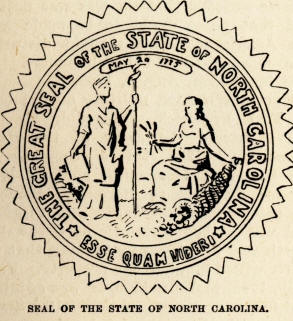 THE GREAT SEAL OF THE STATE OF NORTH CAROLINA
MAY 20 1775
ESSE QUAM VIDERI
SEAL OF THE STATE OF NORTH CAROLINA.